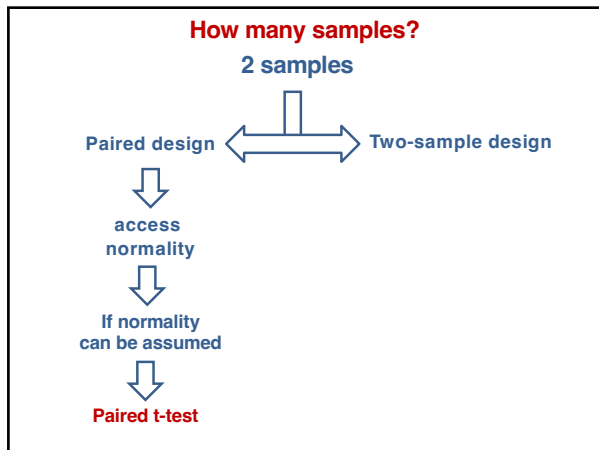 How many samples?
2 samples
Paired design
Two-sample design
access
normality
If normality
can be assumed
Paired t-test